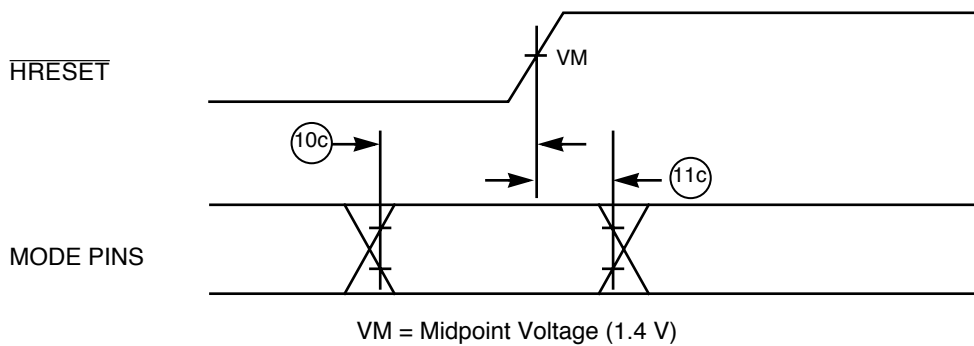 HRESET
VM
10c
11c
MODE PINS
VM = Midpoint Voltage (1.4 V)